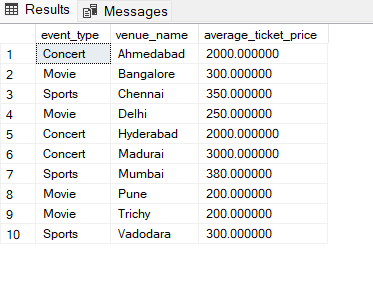 Results Messages
event_type venue_name average_ticket_price
1 Concert Ahmedabad 2000.000000
2 Movie Bangalore 300.000000
3 Sports Chennai 350.000000
4 Movie Delhi 250.000000
5 Concert Hyderabad 2000.000000
6 Concert Madurai 3000.000000
7 Sports Mumbai 380.000000
8 Movie Pune 200.000000
9 Movie Trichy 200.000000
10 Sports Vadodara 300.000000